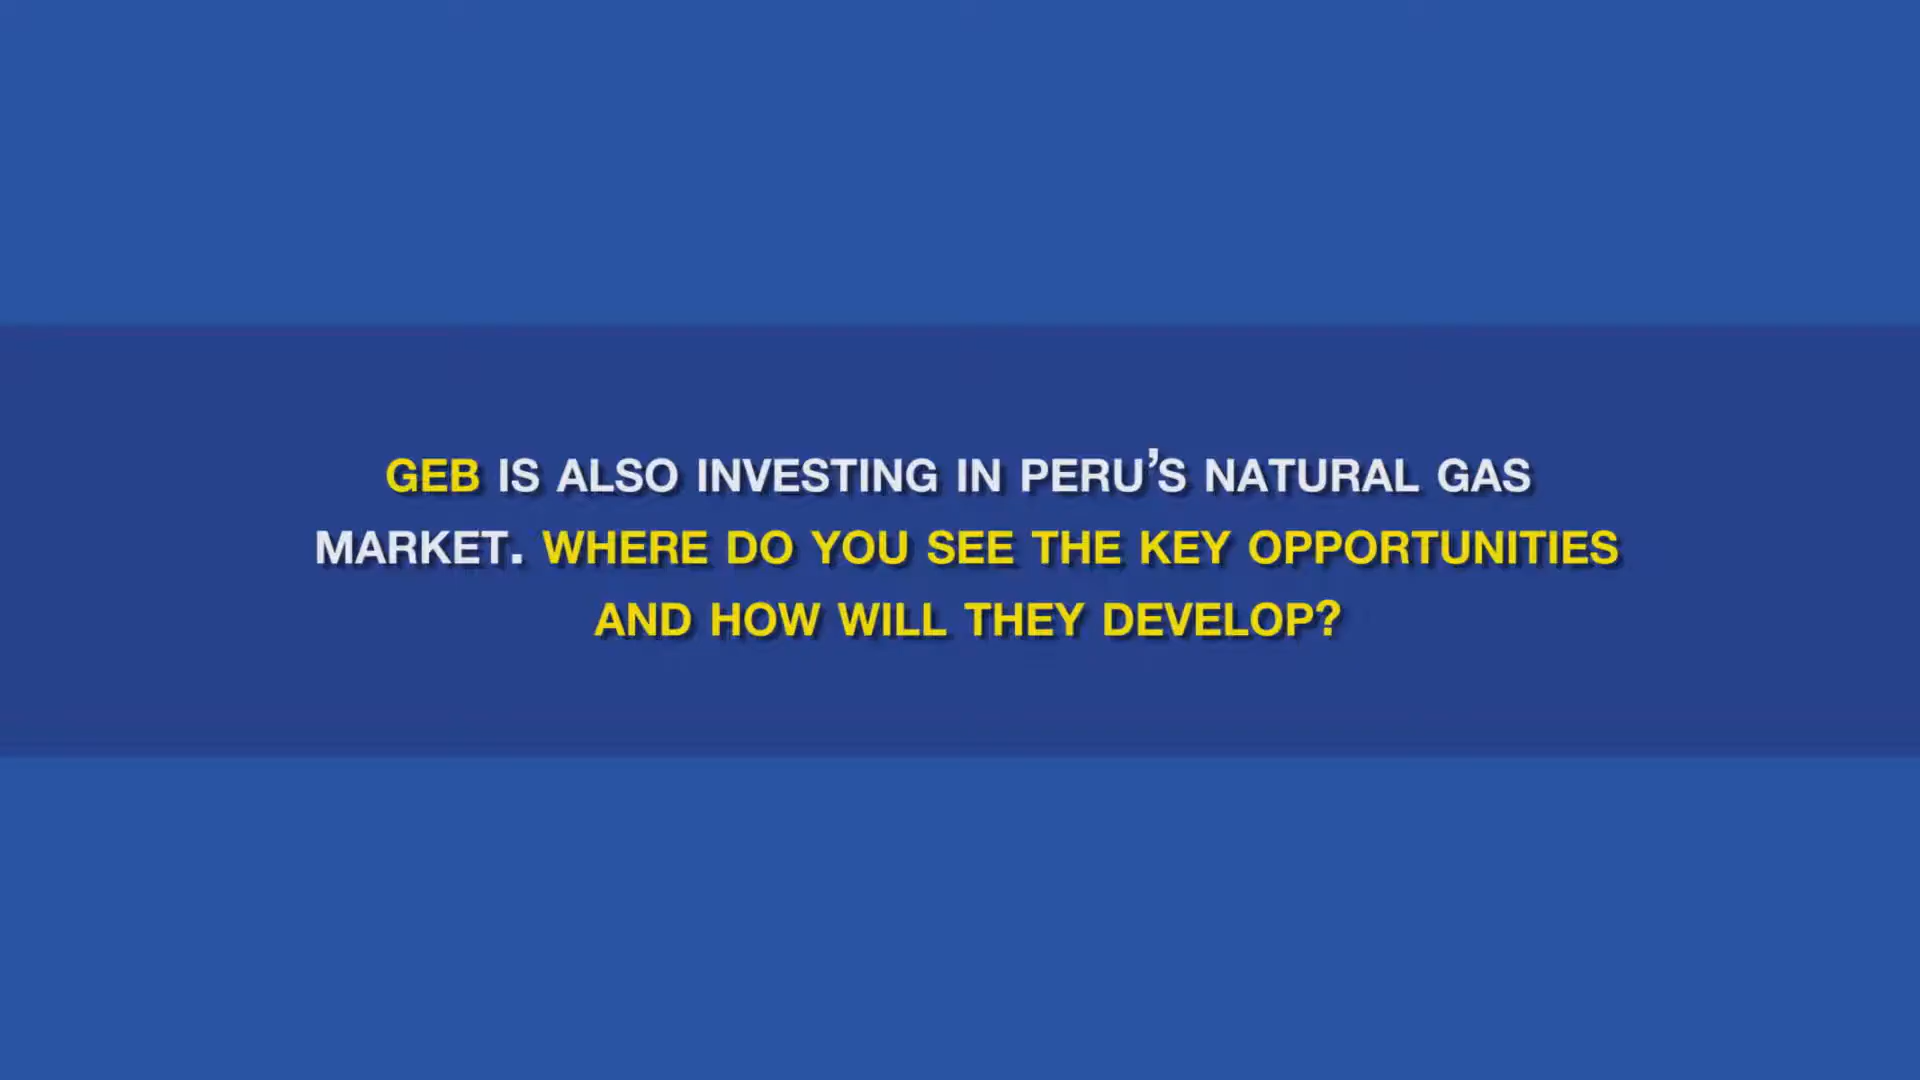 GEB IS ALSO INVESTING IN PERU’S NATURAL GAS
MARKET. WHERE DO YOU SEE THE KEY OPPORTUNITIES
AND HOW WILL THEY DEVELOP?